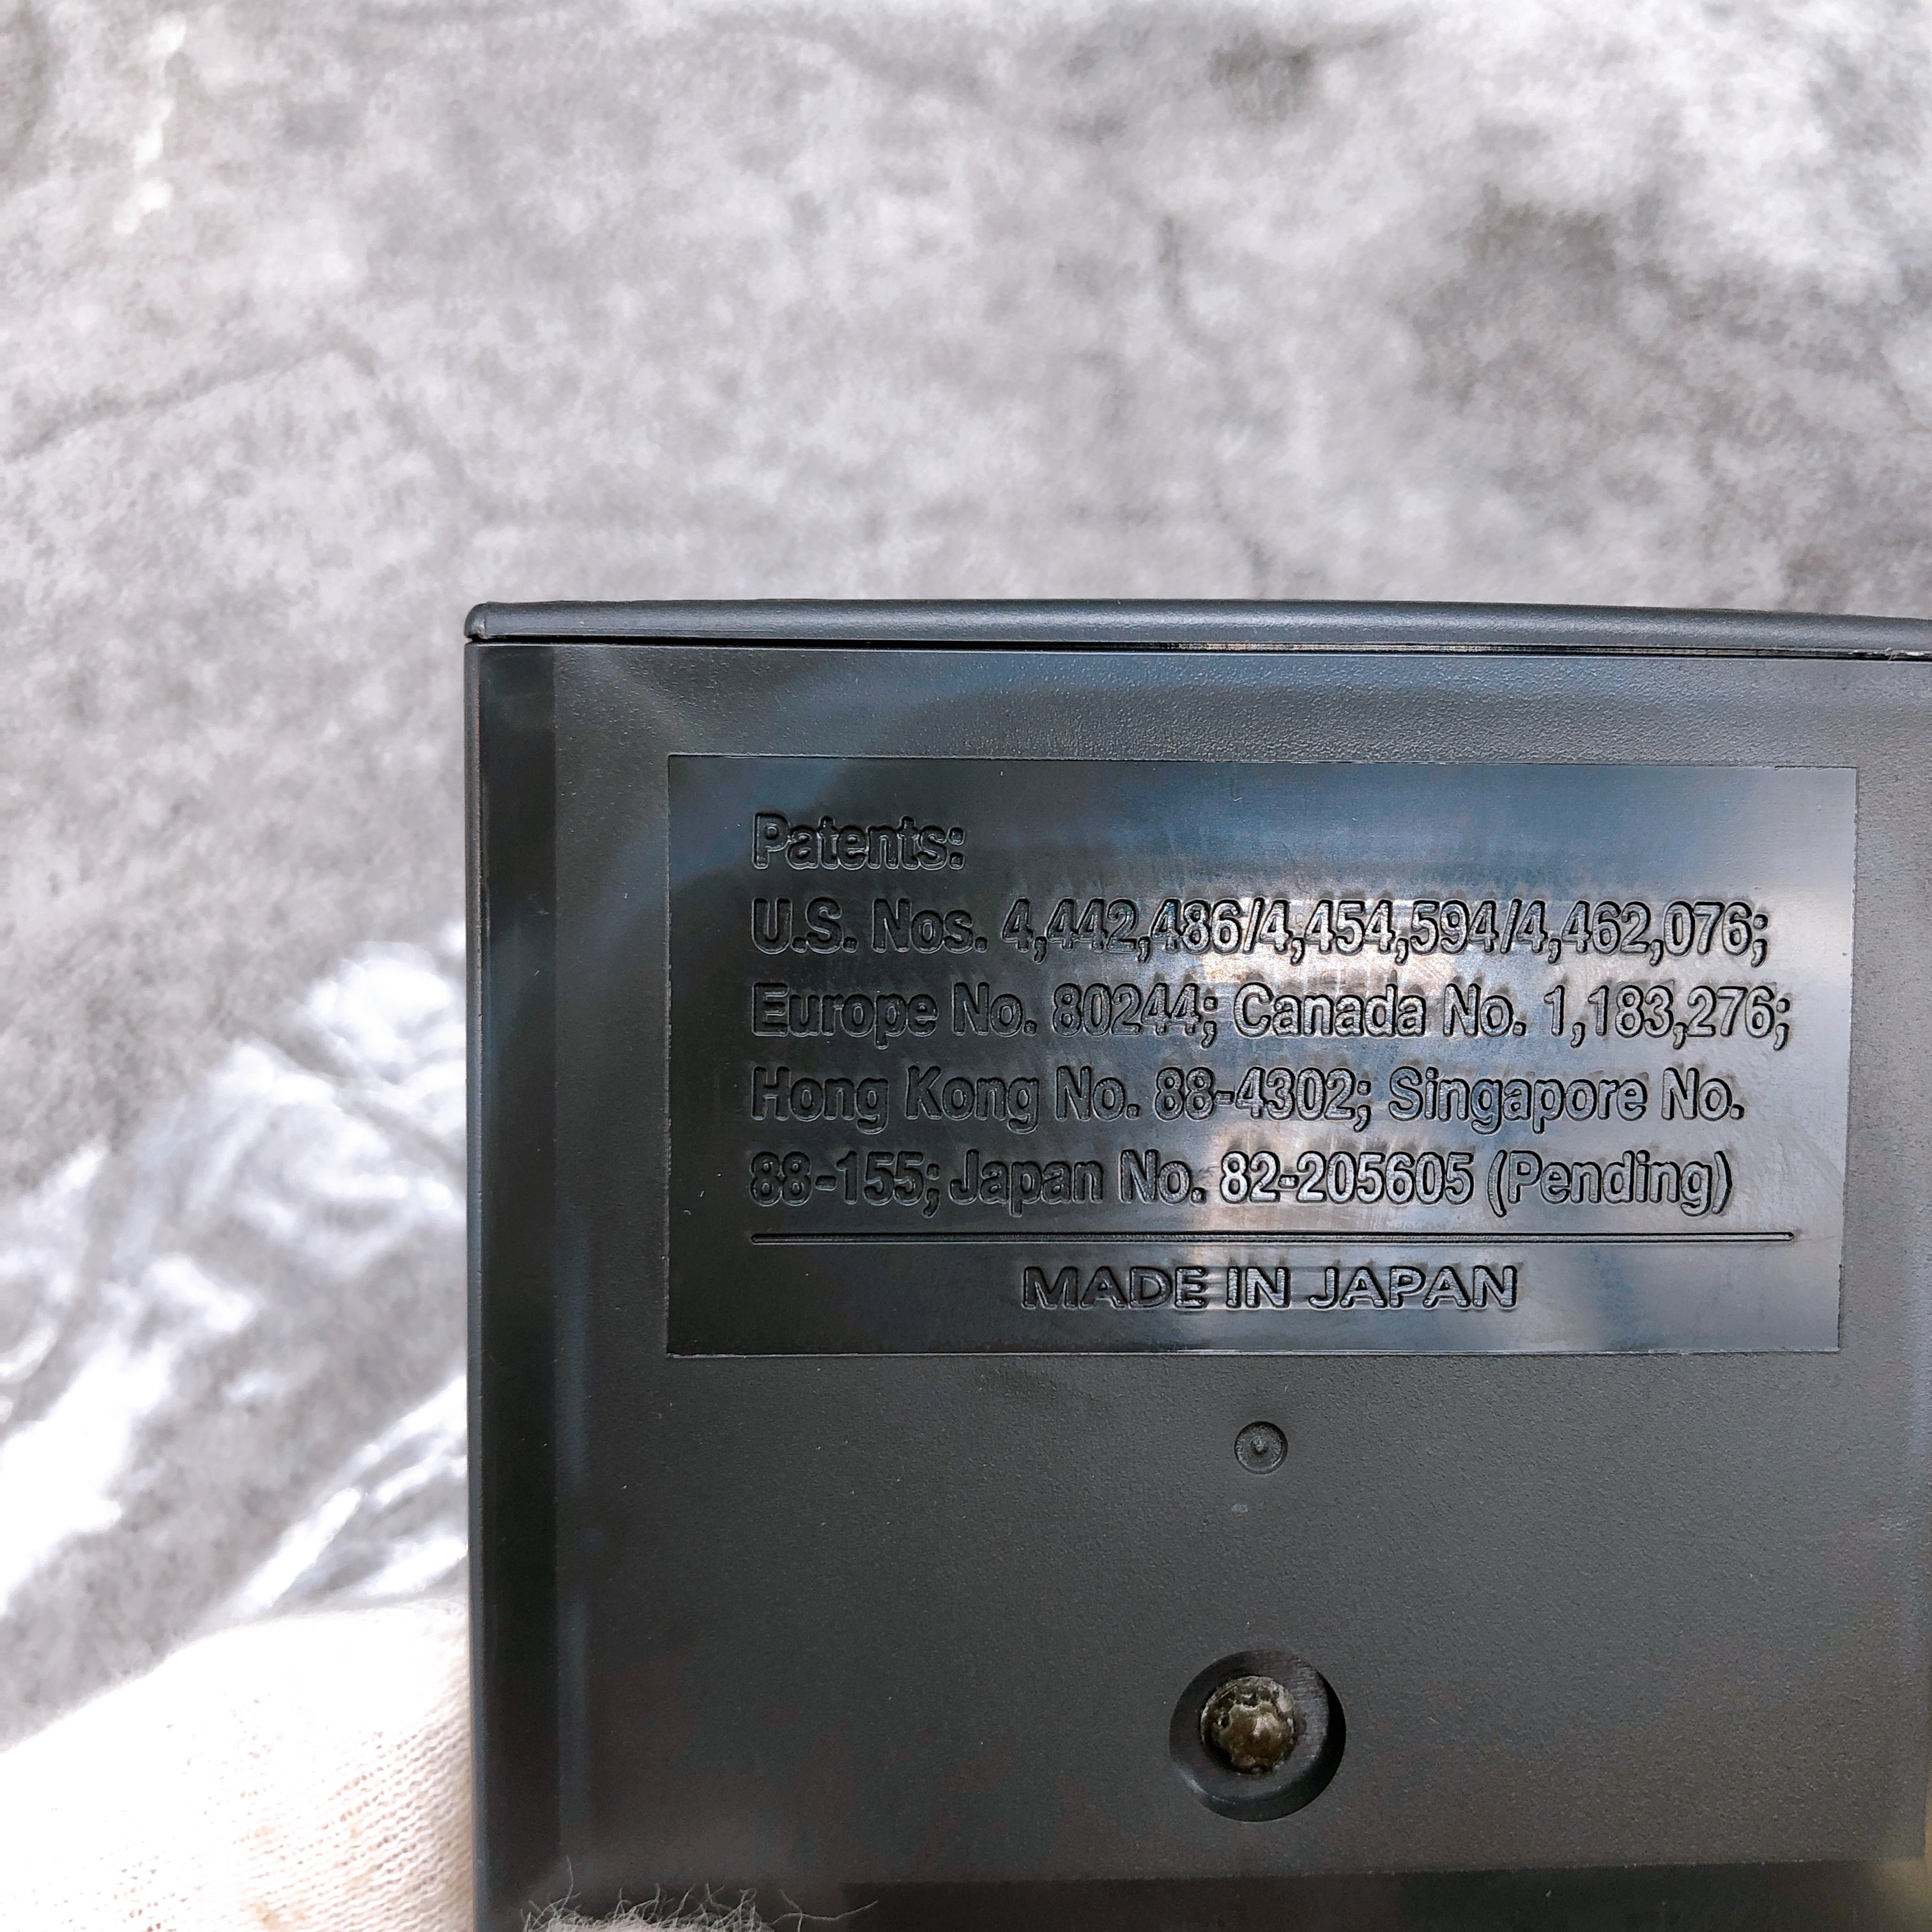 Patents:
U.S. Nos. 4,442,486/4,454,594/4,462,076;
Europe No. 80244; Canada No. 1,183,276;
Hong Kong No. 88-4302; Singapore No.
88-155; Japan No. 82-205605 (Pending)
MADE IN JAPAN